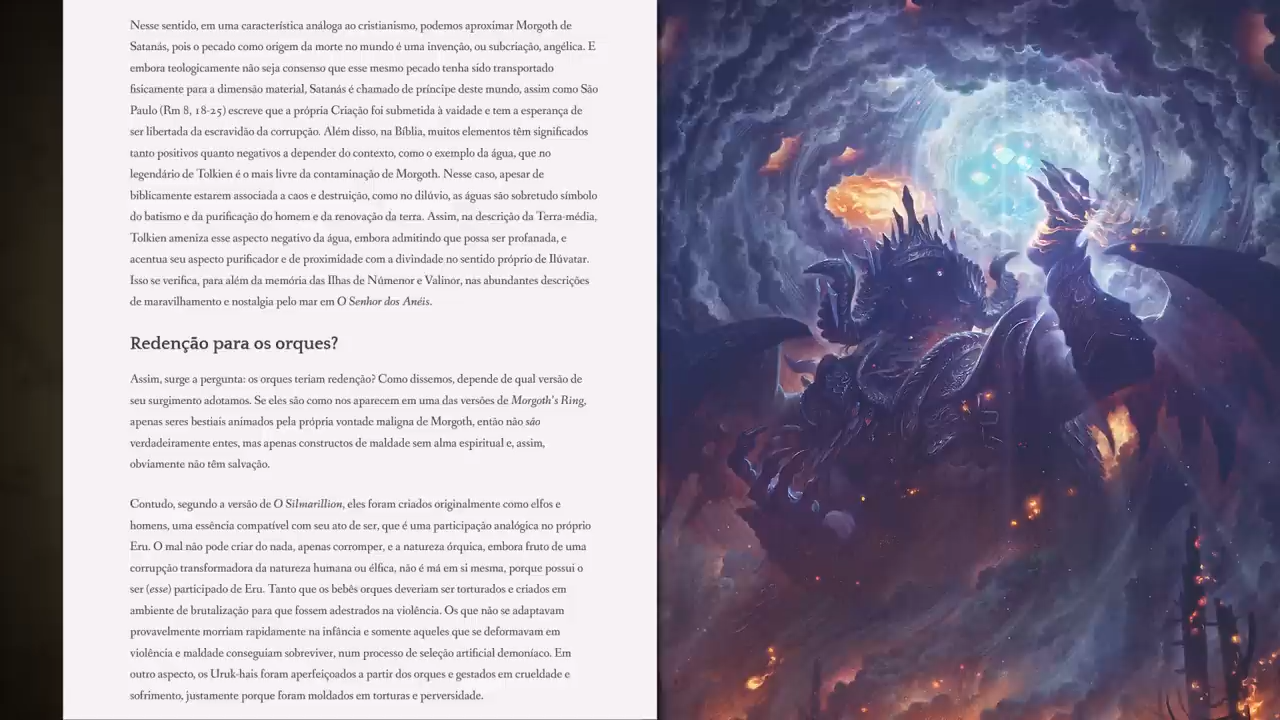 Nesse sentido, em uma característica análoga ao cristianismo, podemos aproximar Morgoth de
Satanás, pois o pecado como origem da morte no mundo é uma invenção, ou subcriação, angélica. E
embora teologicamente não seja consenso que esse mesmo pecado tenha sido transportado
fisicamente para a dimensão material, Satanás é chamado de príncipe deste mundo, assim como São
Paulo (Rm 8, 18-25) escreve que a própria Criação foi submetida à vaidade e tem a esperança de
ser libertada da escravidão da corrupção. Além disso, na Bíblia, muitos elementos têm significados
tanto positivos quanto negativos a depender do contexto, como o exemplo da água, que no
legendário de Tolkien é o mais livre da contaminação de Morgoth. Nesse caso, apesar de
biblicamente estarem associada a caos e destruição, como no dilúvio, as águas são sobretudo símbolo
do batismo e da purificação do homem e da renovação da terra. Assim, na descrição da Terra-média,
Tolkien ameniza esse aspecto negativo da água, embora admitindo que possa ser profanada, e
acentua seu aspecto purificador e de proximidade com a divindade no sentido próprio de Ilúvatar.
Isso se verifica, para além da memória das Ilhas de Númenor e Valinor, nas abundantes descrições
de maravilhamento e nostalgia pelo mar em O Senhor dos Anéis.
Redenção para os orques?
Assim, surge a pergunta: os orques teriam redenção? Como dissemos, depende de qual versão de
seu surgimento adotamos. Se eles são como nos aparecem em uma das versões de Morgoth's Ring,
apenas seres bestiais animados pela própria vontade maligna de Morgoth, então não são
verdadeiramente entes, mas apenas constructos de maldade sem alma espiritual e, assim,
obviamente não têm salvação.
Contudo, segundo a versão de O Silmarillion, eles foram criados originalmente como elfos e
homens, uma essência compatível com seu ato de ser, que é uma participação analógica no próprio
Eru. O mal não pode criar do nada, apenas corromper, e a natureza órquica, embora fruto de uma
corrupção transformadora da natureza humana ou élfica, não é má em si mesma, porque possui o
ser (esse) participado de Eru. Tanto que os bebês orques deveriam ser torturados e criados em
ambiente de brutalização para que fossem adestrados na violência. Os que não se adaptavam
provavelmente morriam rapidamente na infância e somente aqueles que se deformavam em
violência e maldade conseguíam sobreviver, num processo de seleção artificial demoníaco. Em
outro aspecto, os Uruk-hais foram aperfeiçoados a partir dos orques e gestados em crueldade e
sofrimento, justamente porque foram moldados em torturas e perversidade.